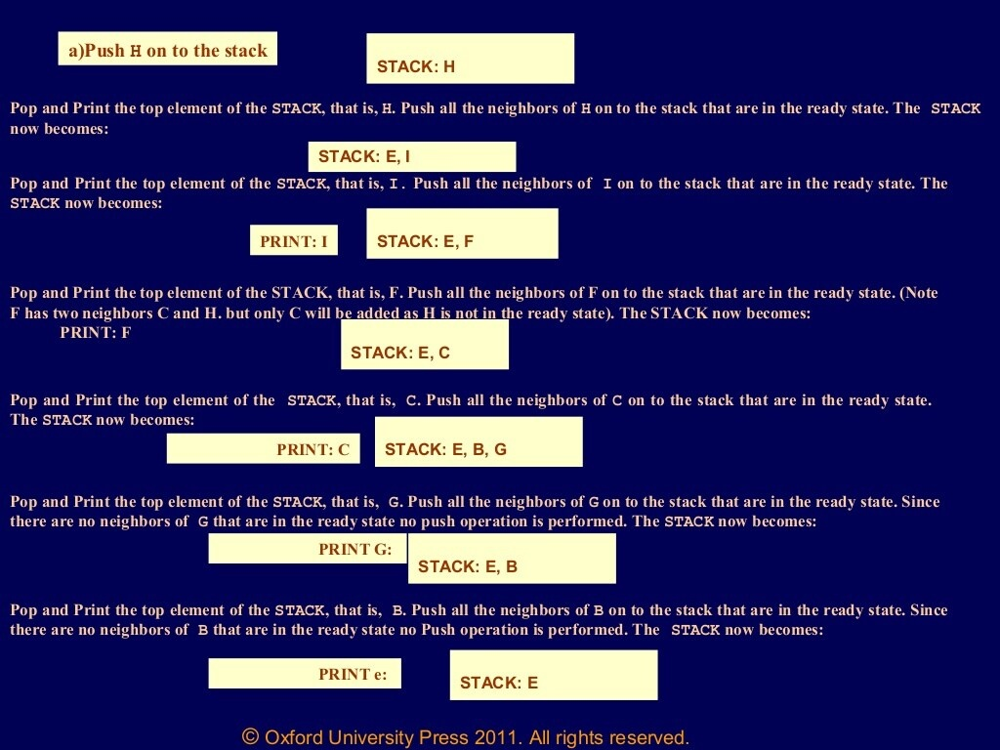 a)Push H on to the stack
STACK: H
Pop and Print the top element of the STACK, that is, H. Push all the neighbors of H on to the stack that are in the ready state. The STACK
now becomes:
STACK: E, I
Pop and Print the top element of the STACK, that is, I. Push all the neighbors of I on to the stack that are in the ready state. The
STACK now becomes:
PRINT: I
STACK: E, F
Pop and Print the top element of the STACK, that is, F. Push all the neighbors of F on to the stack that are in the ready state. (Note
F has two neighbors C and H. but only C will be added as H is not in the ready state). The STACK now becomes:
PRINT: F
STACK: E, C
Pop and Print the top element of the STACK, that is, C. Push all the neighbors of C on to the stack that are in the ready state.
The STACK now becomes:
PRINT: C
STACK: E, B, G
Pop and Print the top element of the STACK, that is, G. Push all the neighbors of G on to the stack that are in the ready state. Since
there are no neighbors of G that are in the ready state no push operation is performed. The STACK now becomes:
PRINT G:
STACK: E, B
Pop and Print the top element of the STACK, that is, B. Push all the neighbors of B on to the stack that are in the ready state. Since
there are no neighbors of B that are in the ready state no Push operation is performed. The STACK now becomes:
PRINT e:
STACK: E
© Oxford University Press 2011. All rights reserved.